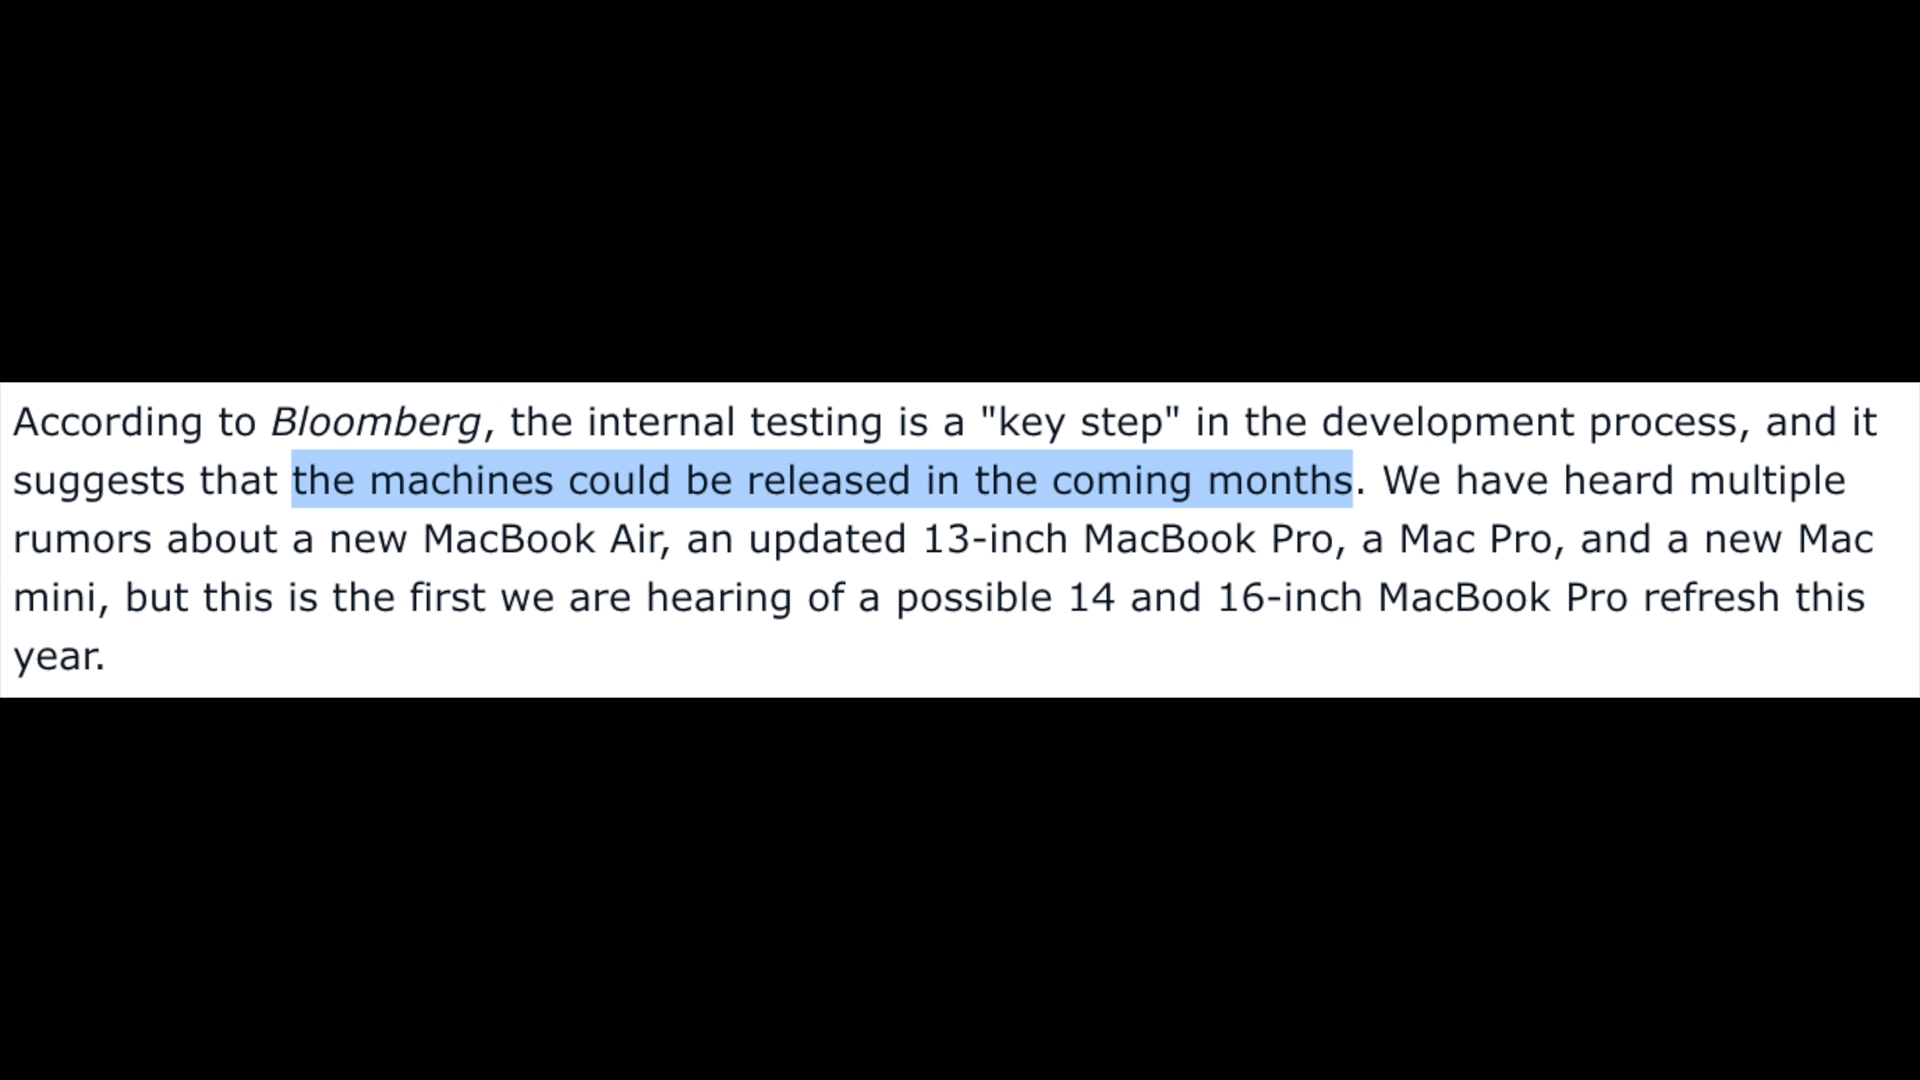 According to Bloomberg, the internal testing is a "key step" in the development process, and it
suggests that the machines could be released in the coming months. We have heard multiple
rumors about a new MacBook Air, an updated 13-inch MacBook Pro, a Mac Pro, and a new Mac
mini, but this is the first we are hearing of a possible 14 and 16-inch MacBook Pro refresh this
year.